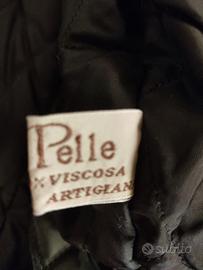 Pelle
% VISCOSA
ARTIGIAN
subito